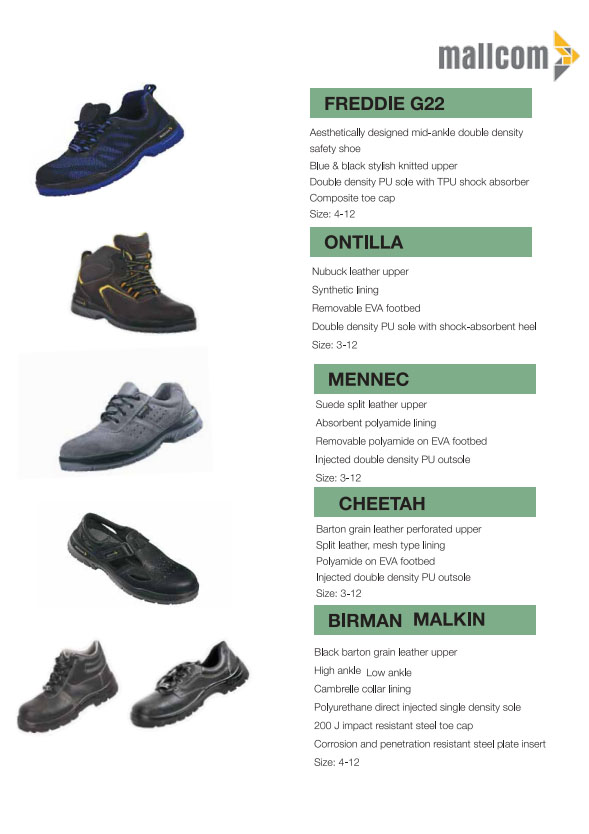 mallcom
FREDDIE G22
Aesthetically designed mid-ankle double density
safety shoe
Blue & black stylish knitted upper
Double density PU sole with TPU shock absorber
Composite toe cap
Size: 4-12
ONTILLA
Nubuck leather upper
Synthetic lining
Removable EVA footbed
Double density PU sole with shock-absorbent heel
Size: 3-12
MENNEC
Suede split leather upper
Absorbent polyamide lining
Removable polyamide on EVA footbed
Injected double density PU outsole
Size: 3-12
CHEETAH
Barton grain leather perforated upper
Split leather, mesh type lining
Polyamide on EVA footbed
Injected double density PU outsole
Size: 3-12
BIRMAN MALKIN
Black barton grain leather upper
High ankle Low ankle
Cambrelle collar lining
Polyurethane direct injected single density sole
200 J impact resistant steel toe cap
Corrosion and penetration resistant steel plate insert
Size: 4-12